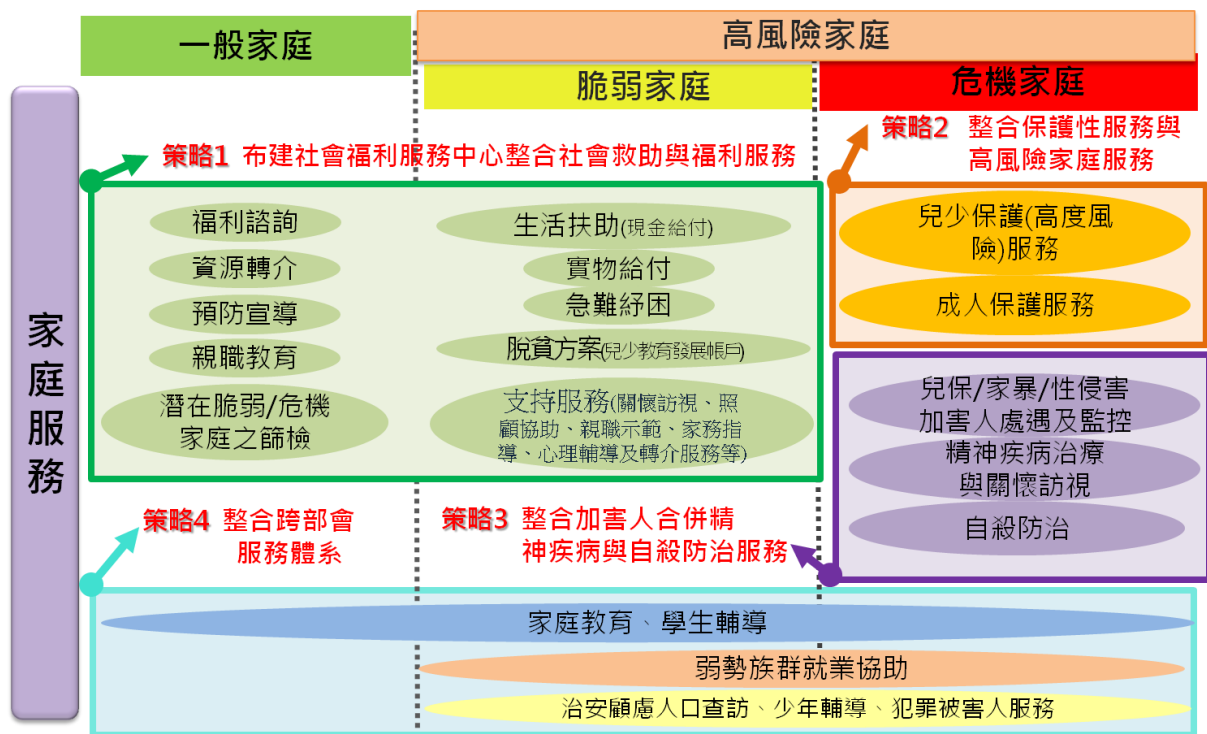 一般家庭
高風險家庭
脆弱家庭
危機家庭
家庭服務
策略1 布建社會福利服務中心整合社會救助與福利服務
策略2 整合保護性服務與
高風險家庭服務
福利諮詢
資源轉介
預防宣導
親職教育
潛在脆弱/危機
家庭之篩檢
生活扶助(現金給付)
實物給付
急難紓困
脫貧方案(兒少教育發展帳戶)
支持服務(關懷訪視、照
顧協助、親職示範、家務指
導、心理輔導及轉介服務等)
兒少保護(高度風
險)服務
成人保護服務
兒保/家暴/性侵害
加害人處遇及監控
精神疾病治療
與關懷訪視
自殺防治
策略4 整合跨部會
服務體系
策略3 整合加害人合併精
神疾病與自殺防治服務
家庭教育、學生輔導
弱勢族群就業協助
治安顧慮人口查訪、少年輔導、犯罪被害人服務